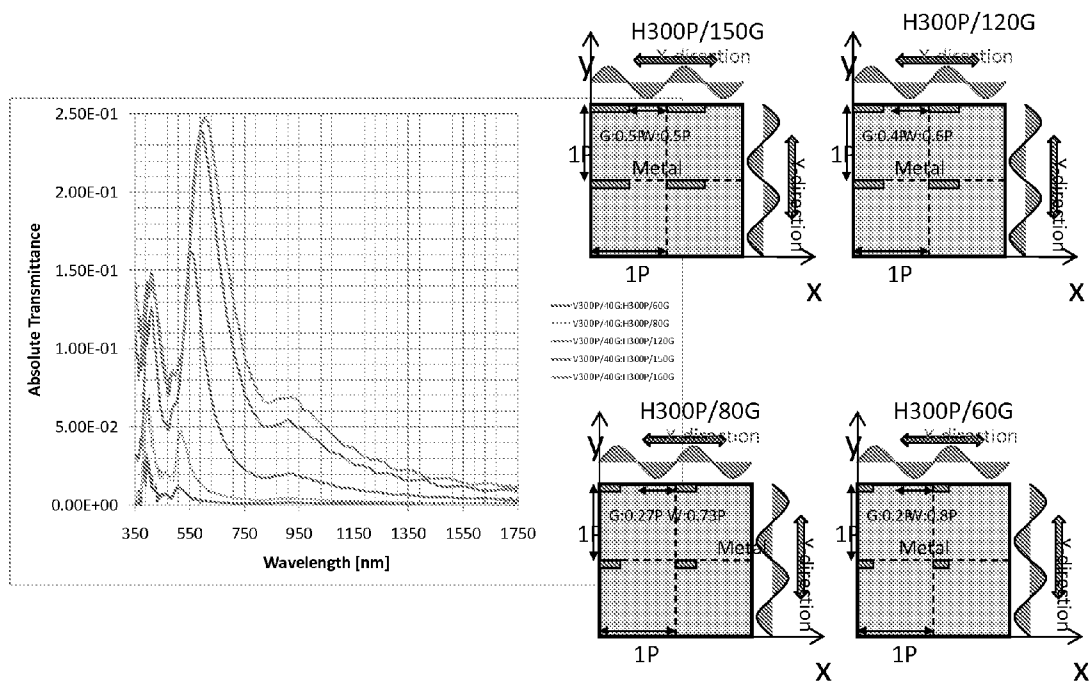 2.50E-01
2.00E-01
1.50E-01
1.00E-01
5.00E-02
0.00E+00
350 550 750 950 1150 1350 1550 1750
Absolute Transmittance
Wavelength [nm]
V300P/40G:H300P/60G
V300P/40G:H300P/80G
V300P/40G:H300P/120G
V300P/40G:H300P/150G
V300P/40G:H300P/160G
H300P/150G
X-direction
y
G:0.5P W:0.5P
1P
Metal
Y-direction
1P
X
H300P/120G
X-direction
y
G:0.4P W:0.6P
1P
Metal
Y-direction
1P
X
H300P/80G
X-direction
y
G:0.27P W:0.73P
1P
Metal
Y-direction
1P
X
H300P/60G
X-direction
y
G:0.2P W:0.8P
1P
Metal
Y-direction
1P
X